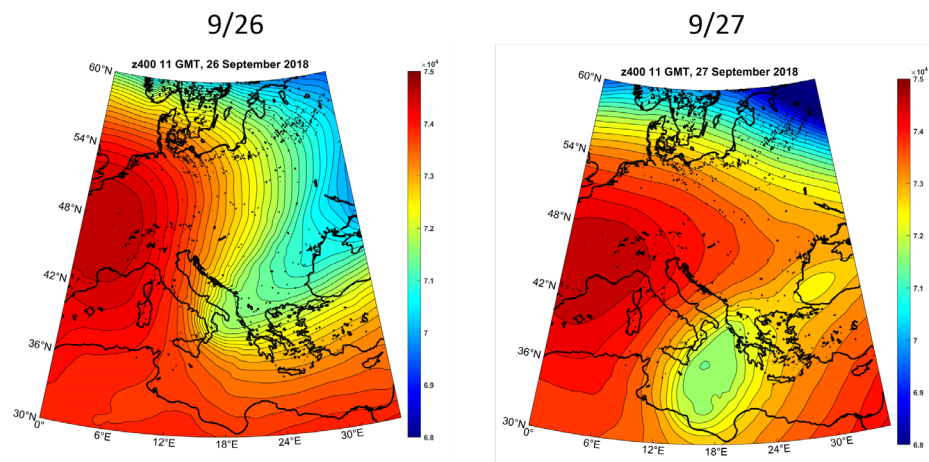 9/26
9/27
z400 11 GMT, 26 September 2018
×10⁴
60°N
54°N
48°N
42°N
36°N
30°N
0°
6°E
12°E
18°E
24°E
30°E
7.5
7.4
7.3
7.2
7.1
7
6.9
6.8
z400 11 GMT, 27 September 2018
×10⁴
60°N
54°N
48°N
42°N
36°N
30°N
0°
6°E
12°E
18°E
24°E
30°E
7.5
7.4
7.3
7.2
7.1
7
6.9
6.8